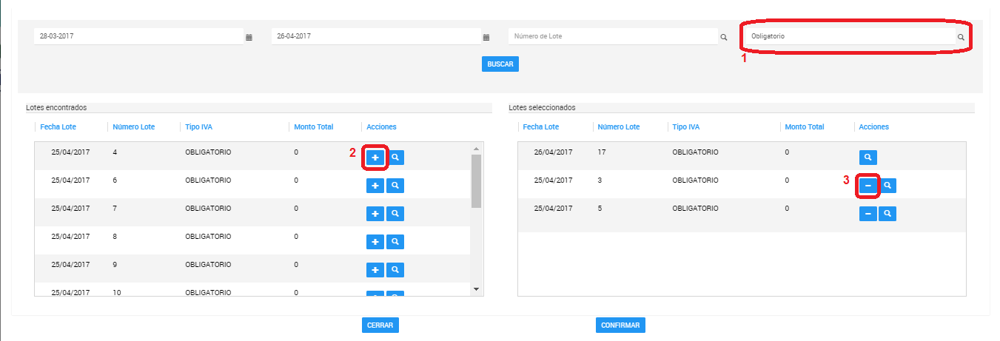 28-03-2017 26-04-2017 Número de Lote Obligatorio
1
BUSCAR
Lotes encontrados Lotes seleccionados
Fecha Lote Número Lote Tipo IVA Monto Total Acciones Fecha Lote Número Lote Tipo IVA Monto Total Acciones
25/04/2017 4 OBLIGATORIO 0 2 26/04/2017 17 OBLIGATORIO 0
25/04/2017 6 OBLIGATORIO 0 25/04/2017 3 OBLIGATORIO 0 3
25/04/2017 7 OBLIGATORIO 0 25/04/2017 5 OBLIGATORIO 0
25/04/2017 8 OBLIGATORIO 0
25/04/2017 9 OBLIGATORIO 0
25/04/2017 10 OBLIGATORIO 0
CERRAR CONFIRMAR